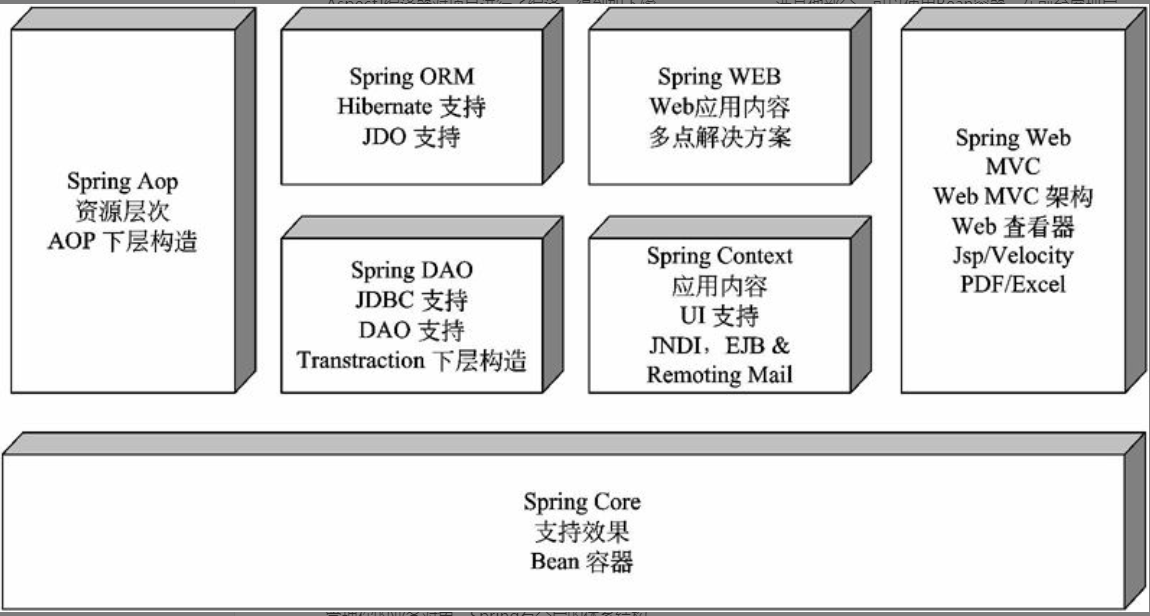 Spring Aop
资源层次
AOP 下层构造
Spring ORM
Hibernate 支持
JDO 支持
Spring WEB
Web应用内容
多点解决方案
Spring Web
MVC
Web MVC 架构
Web 查看器
Jsp/Velocity
PDF/Excel
Spring DAO
JDBC 支持
DAO 支持
Transtraction 下层构造
Spring Context
应用内容
UI 支持
JNDI，EJB &
Remoting Mail
Spring Core
支持效果
Bean 容器